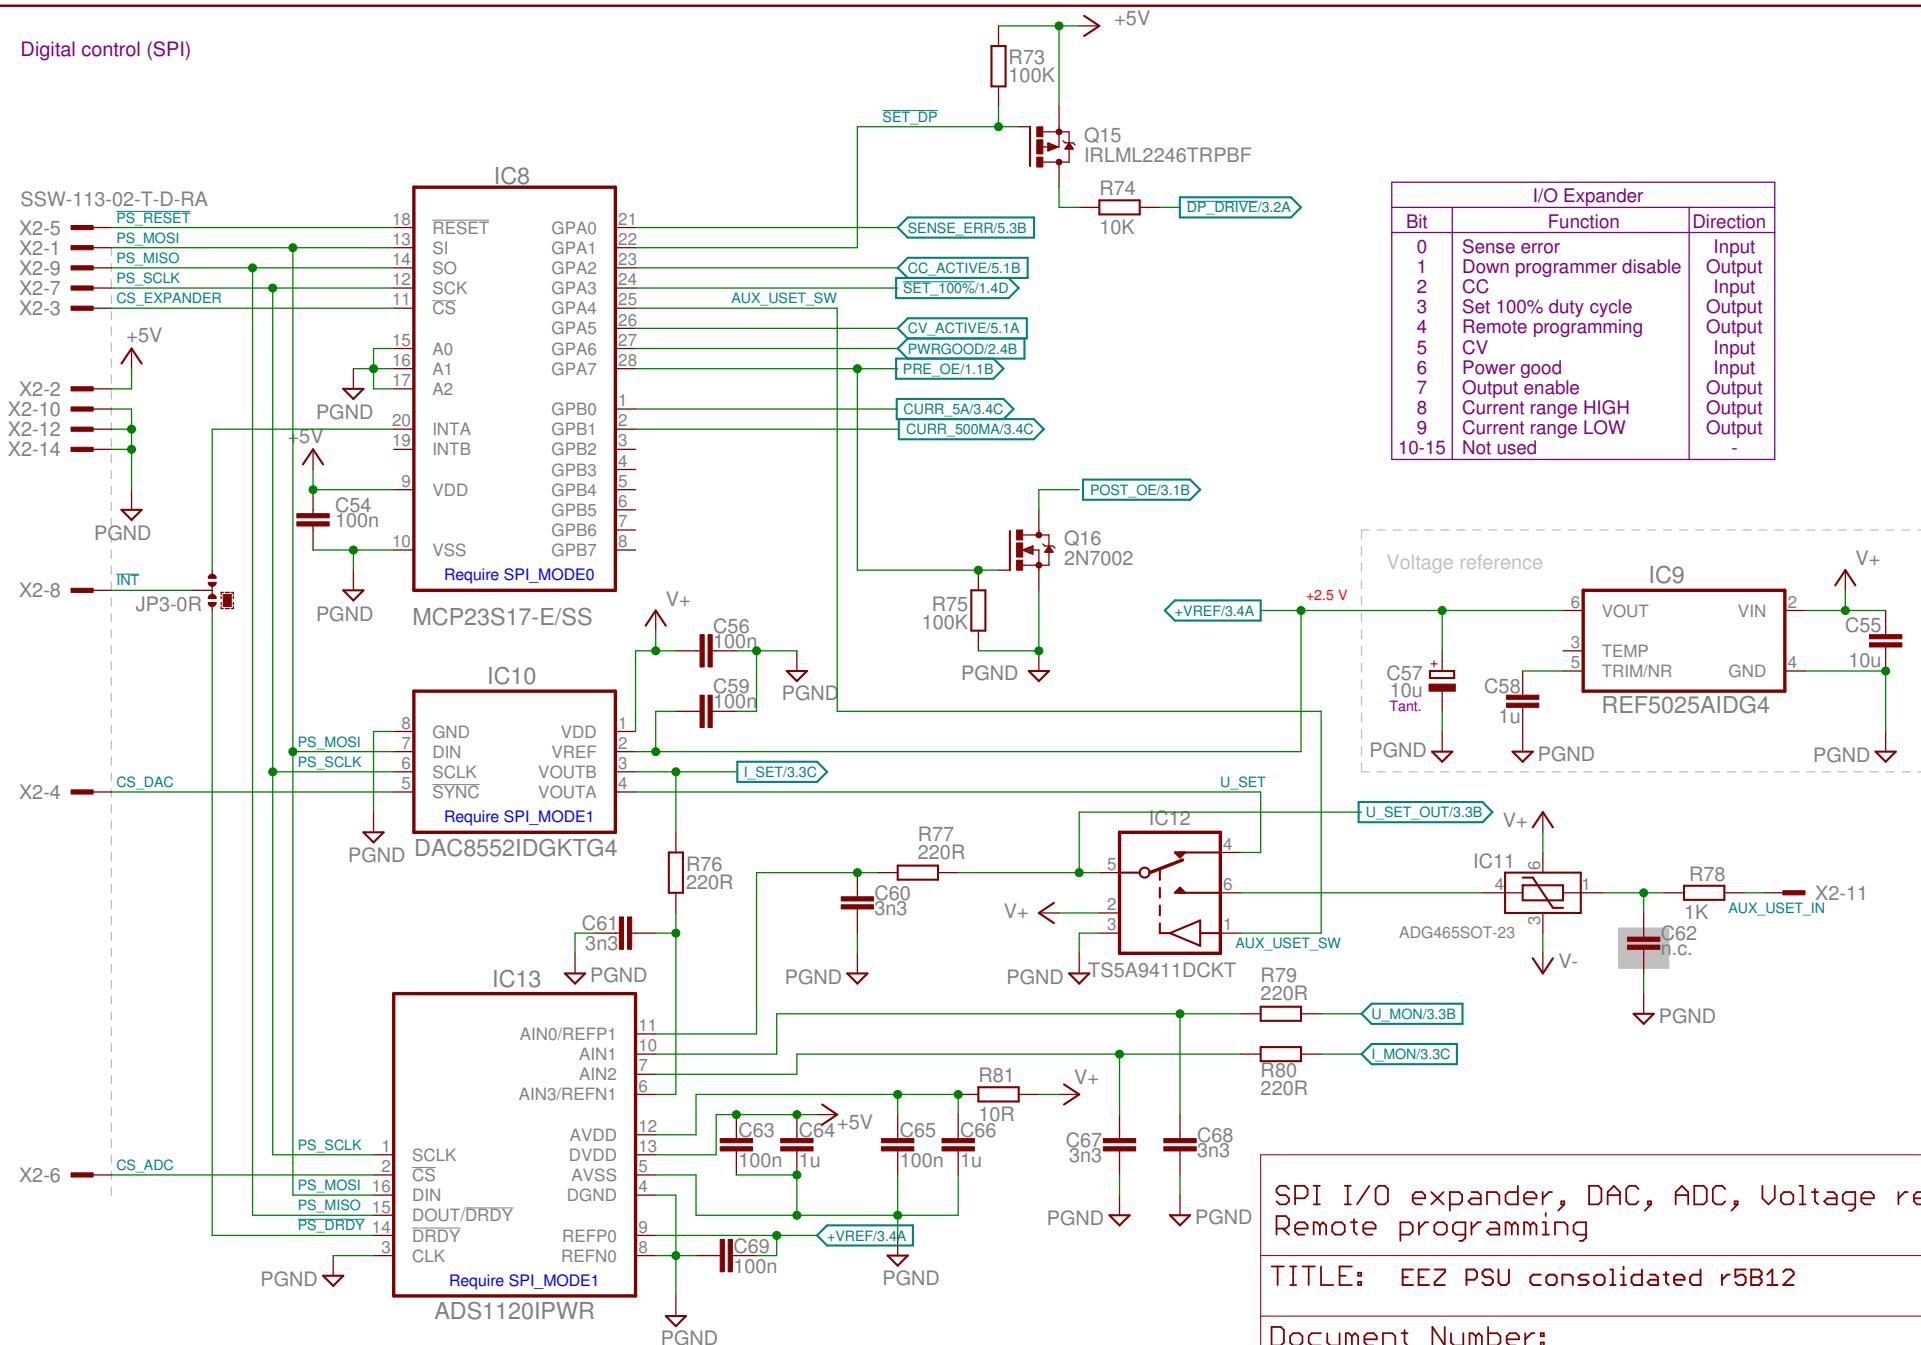 Digital control (SPI)
+5V
R73
100K
SET_DP
Q15
IRLML2246TRPBF
R74
10K
DP_DRIVE/3.2A
SSW-113-02-T-D-RA
X2-5 PS_RESET
X2-1 PS_MOSI
X2-9 PS_MISO
X2-7 PS_SCLK
X2-3 CS_EXPANDER
+5V
X2-2
X2-10
X2-12
X2-14
PGND
IC8
18 RESET GPA0 21
13 SI GPA1 22
14 SO GPA2 23
12 SCK GPA3 24
11 CS GPA4 25
GPA5 26
15 A0 GPA6 27
16 A1 GPA7 28
17 A2
GPB0 1
20 INTA GPB1 2
19 INTB GPB2 3
GPB3 4
9 VDD GPB4 5
GPB5 6
GPB6 7
10 VSS GPB7 8
Require SPI_MODE0
MCP23S17-E/SS
PGND
+5V
C54
100n
PGND
SENSE_ERR/5.3B
CC_ACTIVE/5.1B
SET_100%/1.4D
AUX_USET_SW
CV_ACTIVE/5.1A
PWRGOOD/2.4B
PRE_OE/1.1B
CURR_5A/3.4C
CURR_500MA/3.4C
I/O Expander
Bit Function Direction
0 Sense error Input
1 Down programmer disable Output
2 CC Input
3 Set 100% duty cycle Output
4 Remote programming Output
5 CV Input
6 Power good Input
7 Output enable Output
8 Current range HIGH Output
9 Current range LOW Output
10-15 Not used -
POST_OE/3.1B
Q16
2N7002
R75
100K
PGND
X2-8 INT
JP3-0R
Voltage reference
IC9
V+
+VREF/3.4A
+2.5 V
6 VOUT VIN 2
3 TEMP
5 TRIM/NR GND 4
REF5025AIDG4
C55
10u
C57
10u
Tant.
C58
1u
PGND
PGND
PGND
V+
C56
100n
C59
100n
PGND
IC10
8 GND VDD 1
7 DIN VREF 2
6 SCLK VOUTB 3
5 SYNC VOUTA 4
Require SPI_MODE1
DAC8552IDGKTG4
PS_MOSI
PS_SCLK
X2-4 CS_DAC
PGND
I_SET/3.3C
U_SET
U_SET_OUT/3.3B
R76
220R
R77
220R
C60
3n3
PGND
C61
3n3
PGND
IC12
5 4
6
2
3 1
V+
PGND
TS5A9411DCKT
AUX_USET_SW
V+
IC11
4 6 1 3
ADG465SOT-23
V-
R78
1K
X2-11
AUX_USET_IN
C62
n.c.
PGND
IC13
AIN0/REFP1 11
AIN1 10
AIN2 7
AIN3/REFN1 6
AVDD 12
1 SCLK DVDD 13
2 CS AVSS 5
16 DIN DGND 4
15 DOUT/DRDY
14 DRDY REFP0 9
3 CLK REFN0 8
Require SPI_MODE1
ADS1120IPWR
PS_SCLK
X2-6 CS_ADC
PS_MOSI
PS_MISO
PS_DRDY
PGND
R79
220R
U_MON/3.3B
I_MON/3.3C
R80
220R
R81
10R
V+
C63
100n
C64
1u
+5V
C65
100n
C66
1u
C67
3n3
C68
3n3
PGND
PGND
+VREF/3.4A
C69
100n
PGND
PGND
SPI I/O expander, DAC, ADC, Voltage re
Remote programming
TITLE: EEZ PSU consolidated r5B12
Document Number: